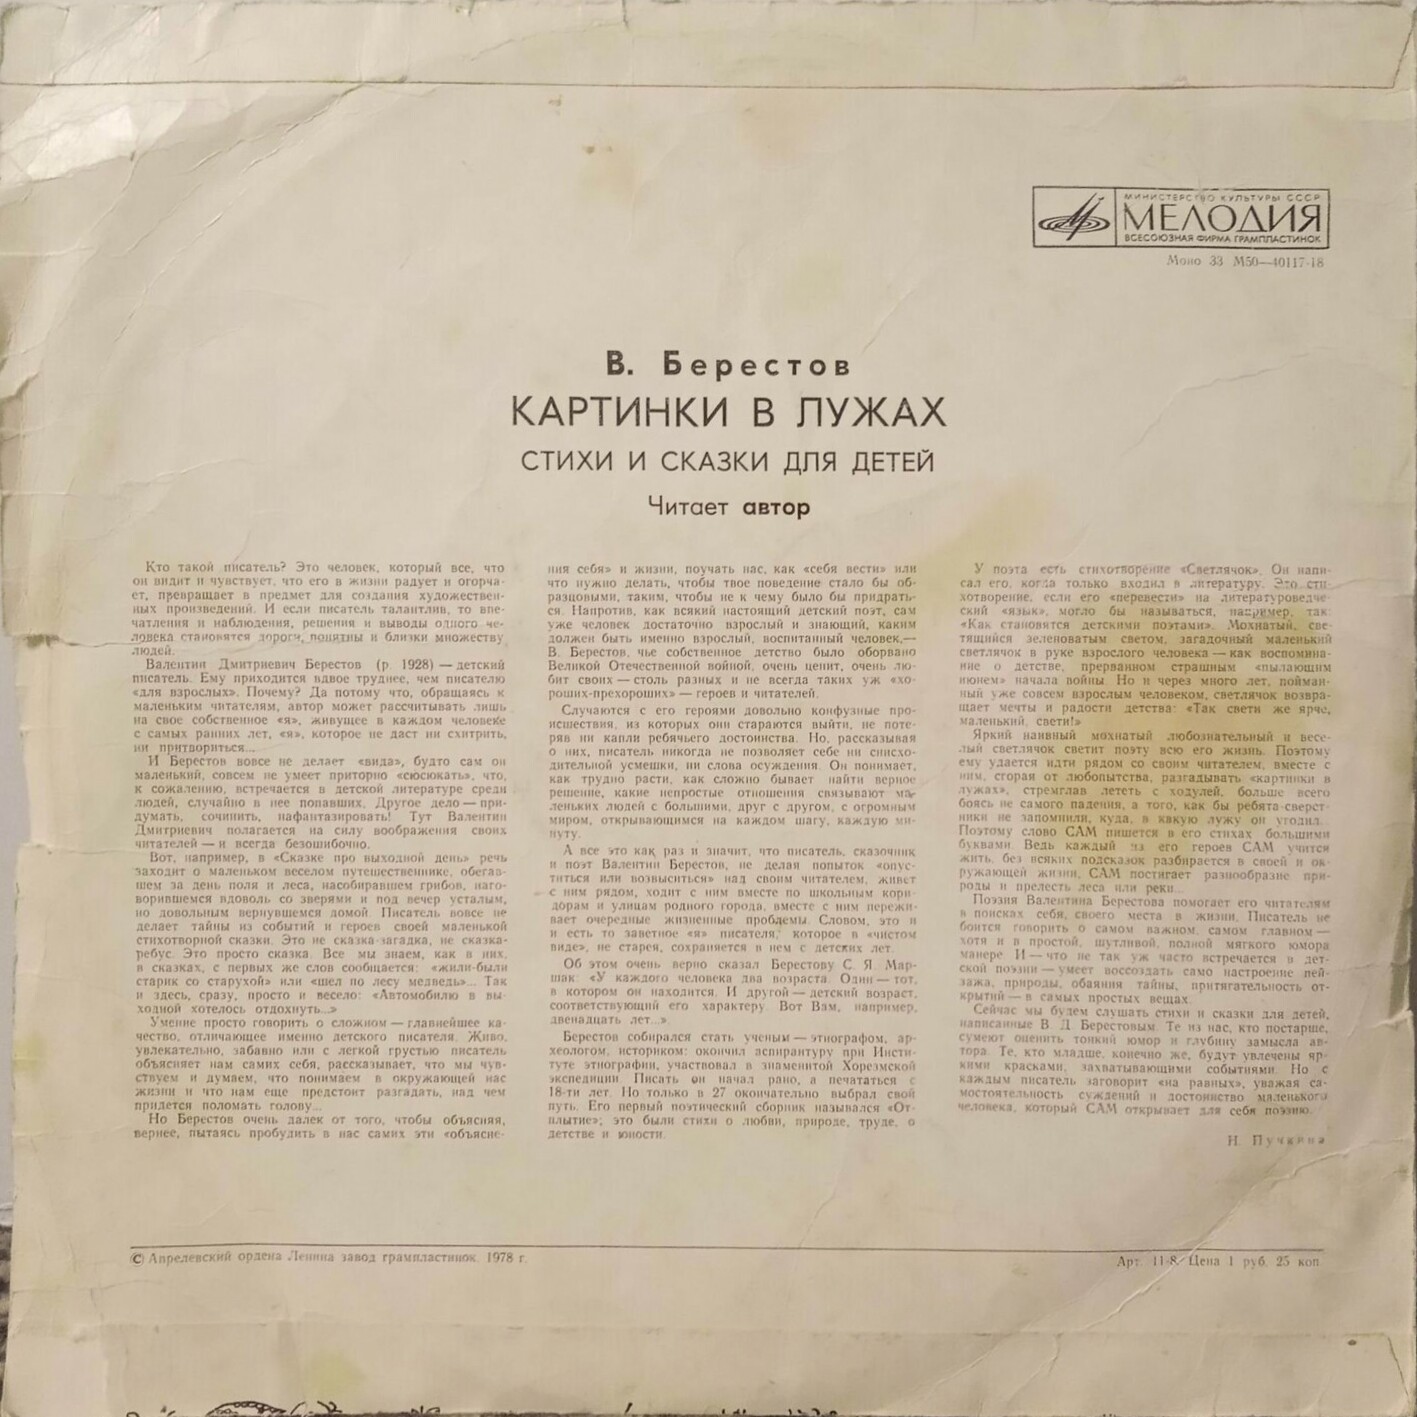 МИНИСТЕРСТВО КУЛЬТУРЫ СССР
МЕЛОДИЯ
ВСЕСОЮЗНАЯ ФИРМА ГРАМПЛАСТИНОК
Моно 33 М50—40117-18
В. Берестов
КАРТИНКИ В ЛУЖАХ
СТИХИ И СКАЗКИ ДЛЯ ДЕТЕЙ
Читает автор
Кто такой писатель? Это человек, который все, что
он видит и чувствует, что его в жизни радует и огорча-
ет, превращает в предмет для создания художествен-
ных произведений. И если писатель талантлив, то впе-
чатления и наблюдения, решения и выводы одного че-
ловека становятся дороги, понятны и близки множеству
людей.
Валентин Дмитриевич Берестов (р. 1928) — детский
писатель. Ему приходится вдвое труднее, чем писателю
«для взрослых». Почему? Да потому что, обращаясь к
маленьким читателям, автор может рассчитывать лишь
на свое собственное «я», живущее в каждом человеке
с самых ранних лет, «я», которое не даст ни схитрить,
ни притвориться...
И Берестов вовсе не делает «вида», будто сам он
маленький, совсем не умеет приторно «сюсюкать», что,
к сожалению, встречается в детской литературе среди
людей, случайно в нее попавших. Другое дело — при-
думать, сочинить, нафантазировать! Тут Валентин
Дмитриевич полагается на силу воображения своих
читателей — и всегда безошибочно.
Вот, например, в «Сказке про выходной день» речь
заходит о маленьком веселом путешественнике, обегав-
шем за день поля и леса, насобиравшем грибов, наго-
ворившемся вдоволь со зверями и под вечер усталым,
но довольным вернувшемся домой. Писатель вовсе не
делает тайны из событий и героев своей маленькой
стихотворной сказки. Это не сказка-загадка, не сказка-
ребус. Это просто сказка. Все мы знаем, как в них,
в сказках, с первых же слов сообщается: «жили-были
старик со старухой» или «шел по лесу медведь»... Так
и здесь, сразу, просто и весело: «Автомобилю в вы-
ходной хотелось отдохнуть...»
Умение просто говорить о сложном — главнейшее ка-
чество, отличающее именно детского писателя. Живо,
увлекательно, забавно или с легкой грустью писатель
объясняет нам самих себя, рассказывает, что мы чув-
ствуем и думаем, что понимаем в окружающей нас
жизни и что нам еще предстоит разгадать, над чем
придется поломать голову...
Но Берестов очень далек от того, чтобы объясняя,
вернее, пытаясь пробудить в нас самих эти «объясне-
ния себя» и жизни, поучать нас, как «себя вести» или
что нужно делать, чтобы твое поведение стало бы об-
разцовыми, таким, чтобы не к чему было бы придрать-
ся. Напротив, как всякий настоящий детский поэт, сам
уже человек достаточно взрослый и знающий, каким
должен быть именно взрослый, воспитанный человек,—
В. Берестов, чье собственное детство было оборвано
Великой Отечественной войной, очень ценит, очень лю-
бит своих — столь разных и не всегда таких уж «хо-
роших-прехороших» — героев и читателей.
Случаются с его героями довольно конфузные про-
исшествия, из которых они стараются выйти, не поте-
ряв ни капли ребячьего достоинства. Но, рассказывая
о них, писатель никогда не позволяет себе ни снисхо-
дительной усмешки, ни слова осуждения. Он понимает,
как трудно расти, как сложно бывает найти верное
решение, какие непростые отношения связывают ма-
леньких людей с большими, друг с другом, с огромным
миром, открывающимся на каждом шагу, каждую ми-
нуту.
А все это как раз и значит, что писатель, сказочник
и поэт Валентин Берестов, не делая попыток «опус-
титься или возвыситься» над своим читателем, живет
с ним рядом, ходит с ним вместе по школьным кори-
дорам и улицам родного города, вместе с ним пережи-
вает очередные жизненные проблемы. Словом, это и
и есть то заветное «я» писателя, которое в «чистом
виде», не старея, сохраняется в нем с детских лет.
Об этом очень верно сказал Берестову С. Я. Мар-
шак: «У каждого человека два возраста. Один — тот,
в котором он находится. И другой — детский возраст,
соответствующий его характеру. Вот Вам, например,
двенадцать лет...»
Берестов собирался стать ученым — этнографом, ар-
хеологом, историком: окончил аспирантуру при Инсти-
туте этнографии, участвовал в знаменитой Хорезмской
экспедиции. Писать он начал рано, а печататься с
18-ти лет. Но только в 27 окончательно выбрал свой
путь. Его первый поэтический сборник назывался «От-
плытие»; это были стихи о любви, природе, труде, о
детстве и юности.
У поэта есть стихотворение «Светлячок». Он напи-
сал его, когда только входил в литературу. Это сти-
хотворение, если его «перевести» на литературоведче-
ский «язык», могло бы называться, например, так:
«Как становятся детскими поэтами». Мохнатый, све-
тящийся зеленоватым светом, загадочный маленький
светлячок в руке взрослого человека — как воспомина-
ние о детстве, прерванном страшным «пылающим
июнем» начала войны. Но и через много лет, пойман-
ный уже совсем взрослым человеком, светлячок возвра-
щает мечты и радости детства: «Так свети же ярче,
маленький, свети!»
Яркий наивный мохнатый любознательный и весе-
лый светлячок светит поэту всю его жизнь. Поэтому
ему удается идти рядом со своим читателем, вместе с
ним, сгорая от любопытства, разгадывать «картинки в
лужах», стремглав лететь с ходулей, больше всего
боясь не самого падения, а того, как бы ребята-сверст-
ники не запомнили, куда, в какую лужу он угодил...
Поэтому слово САМ пишется в его стихах большими
буквами. Ведь каждый из его героев САМ учится
жить, без всяких подсказок разбирается в своей и ок-
ружающей жизни, САМ постигает разнообразие при-
роды и прелесть леса или реки...
Поэзия Валентина Берестова помогает его читателям
в поисках себя, своего места в жизни. Писатель не
боится говорить о самом важном, самом главном —
хотя и в простой, шутливой, полной мягкого юмора
манере. И — что не так уж часто встречается в дет-
ской поэзии — умеет воссоздать само настроение пей-
зажа, природы, обаяния тайны, притягательность от-
крытий — в самых простых вещах.
Сейчас мы будем слушать стихи и сказки для детей,
написанные В. Д. Берестовым. Те из нас, кто постарше,
сумеют оценить тонкий юмор и глубину замысла ав-
тора. Те, кто младше, конечно же, будут увлечены яр-
кими красками, захватывающими событиями. Но с
каждым писатель заговорит «на равных», уважая са-
мостоятельность суждений и достоинство маленького
человека, который САМ открывает для себя поэзию.
Н. Пучкина
© Апрелевский ордена Ленина завод грампластинок. 1978 г.
Арт. 11-8. Цена 1 руб. 25 коп.